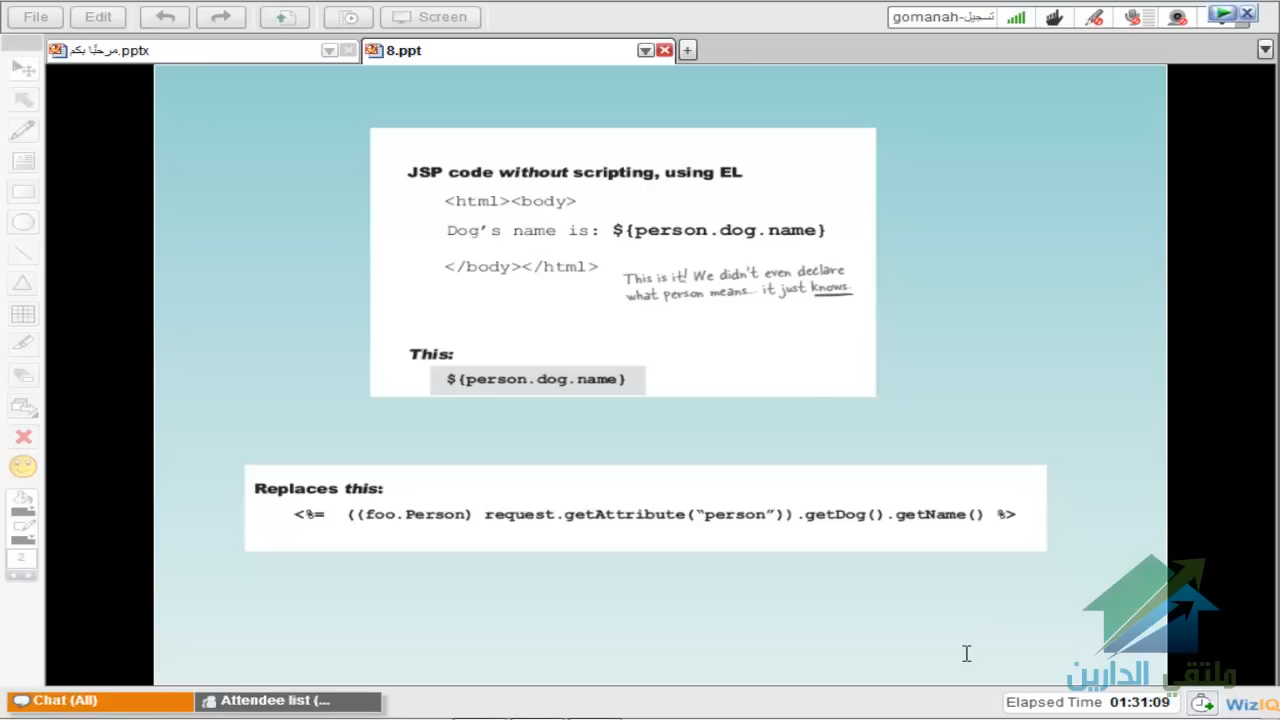 File Edit Screen gomanah-تسجيل
مرحبًا بكم.pptx 8.ppt
JSP code without scripting, using EL
<html><body>
Dog's name is: ${person.dog.name}
</body></html>
This is it! We didn't even declare
what person means... it just knows.
This:
${person.dog.name}
Replaces this:
<%= ((foo.Person) request.getAttribute("person")).getDog().getName() %>
2
ملتقي الدارين
Chat (All) Attendee list (... Elapsed Time 01:31:09 WizIQ